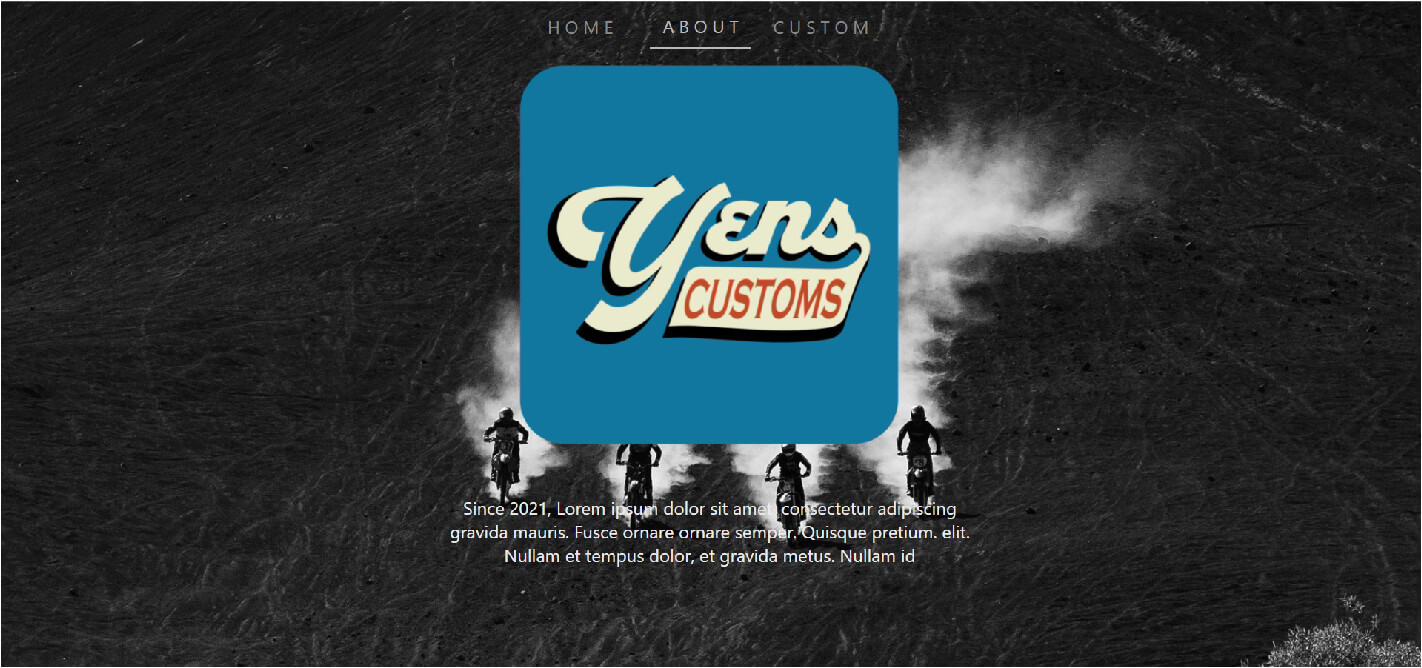 HOME ABOUT CUSTOM
Yens
CUSTOMS
Since 2021, Lorem ipsum dolor sit amet, consectetur adipiscing
gravida mauris. Fusce ornare ornare semper. Quisque pretium. elit.
Nullam et tempus dolor, et gravida metus. Nullam id